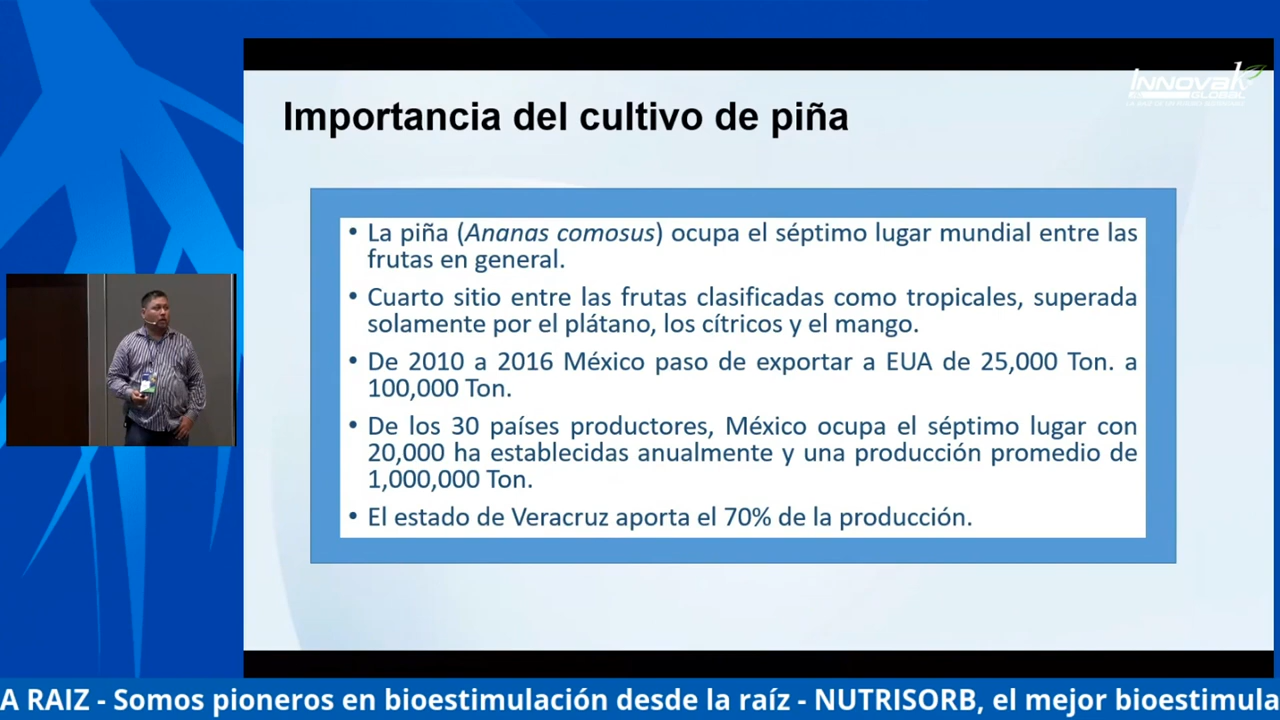 Innovak
GLOBAL
Importancia del cultivo de piña
• La piña (Ananas comosus) ocupa el séptimo lugar mundial entre las
frutas en general.
• Cuarto sitio entre las frutas clasificadas como tropicales, superada
solamente por el plátano, los cítricos y el mango.
• De 2010 a 2016 México paso de exportar a EUA de 25,000 Ton. a
100,000 Ton.
• De los 30 países productores, México ocupa el séptimo lugar con
20,000 ha establecidas anualmente y una producción promedio de
1,000,000 Ton.
• El estado de Veracruz aporta el 70% de la producción.
A RAIZ - Somos pioneros en bioestimulación desde la raíz - NUTRISORB, el mejor bioestimula